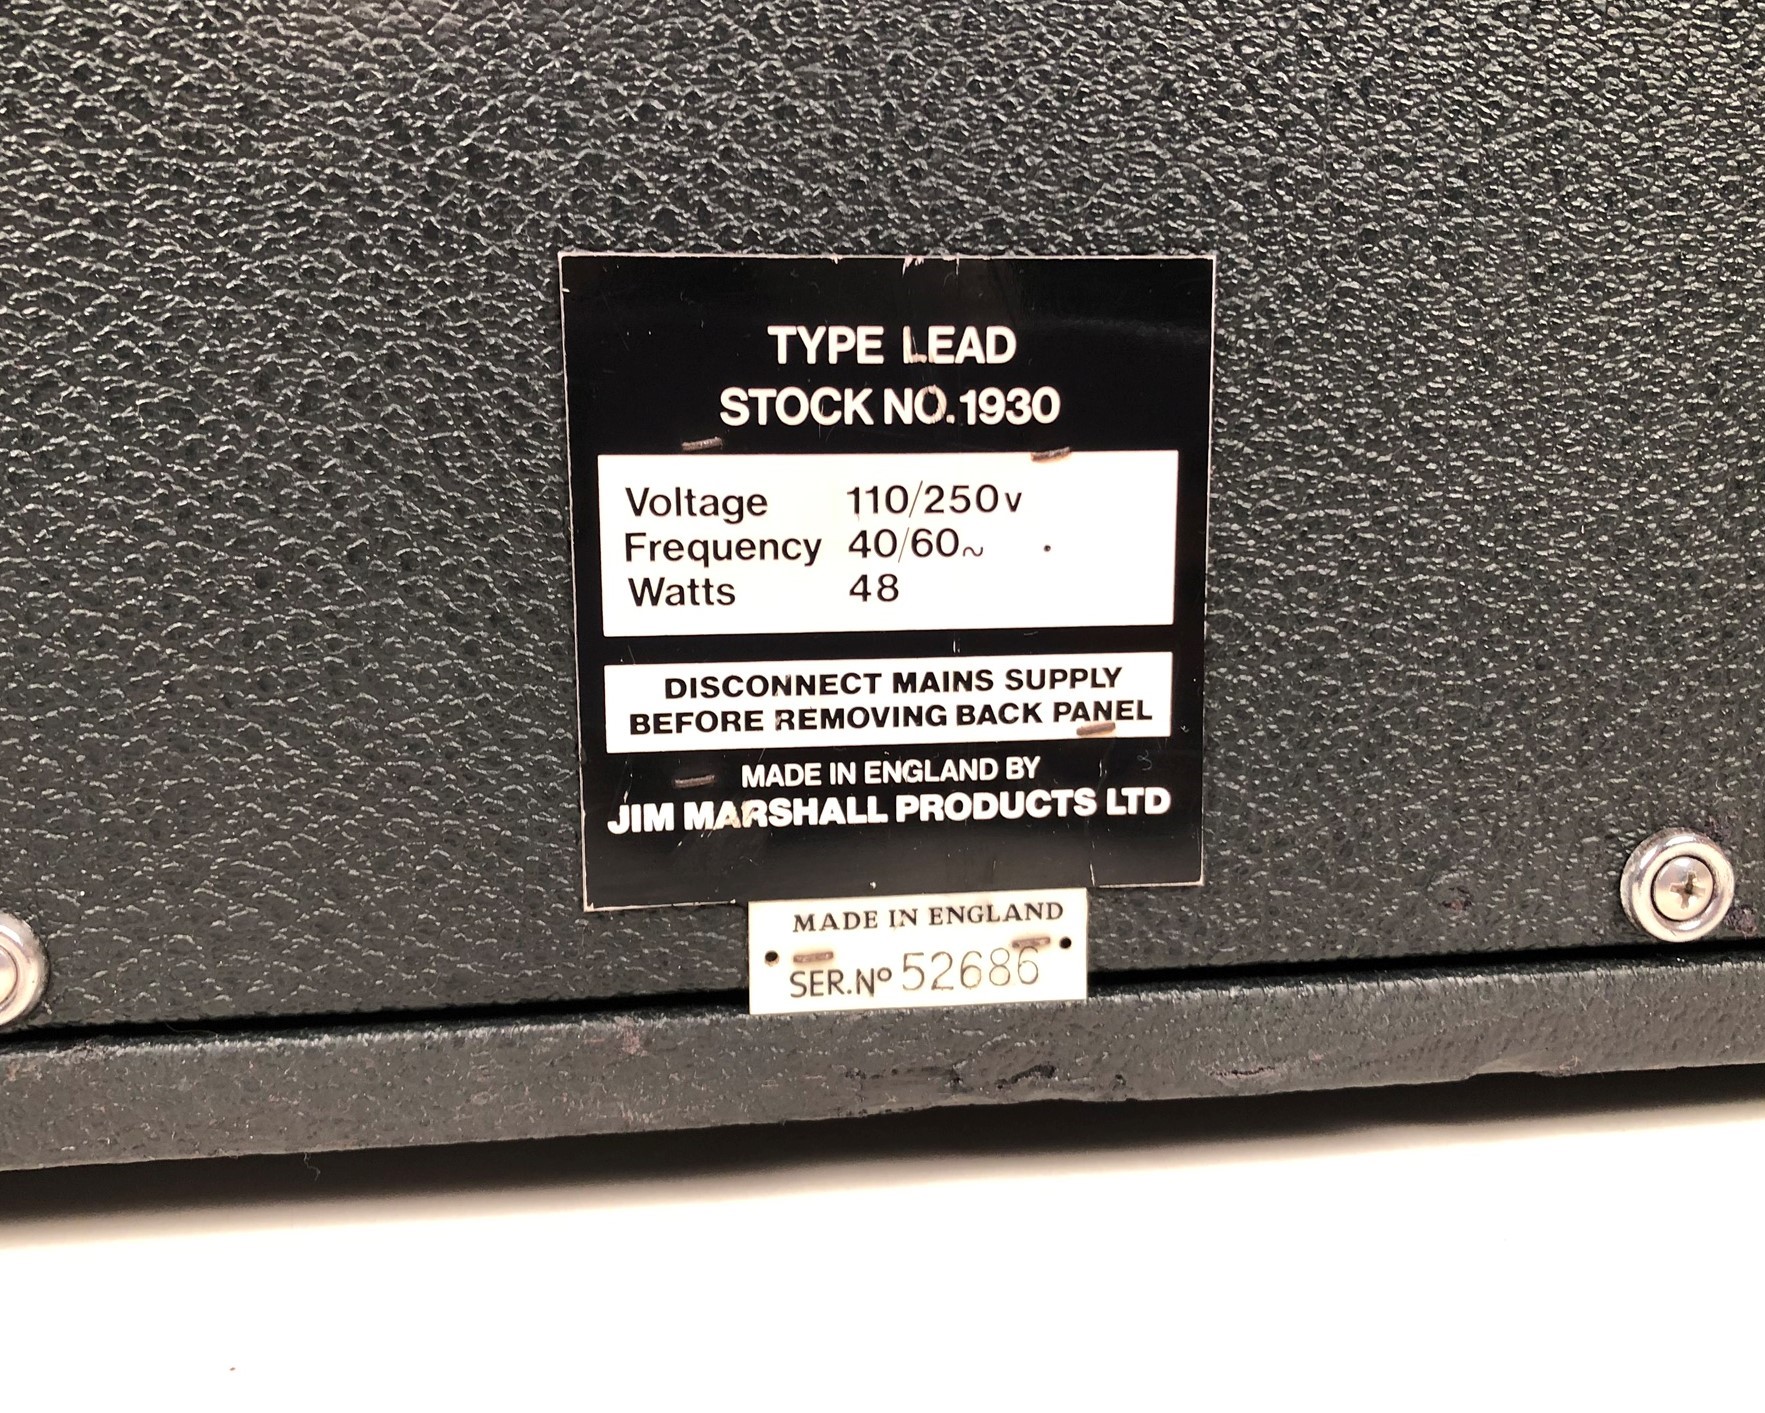 TYPE LEAD
STOCK NO. 1930
Voltage 110/250v
Frequency 40/60~
Watts 48
DISCONNECT MAINS SUPPLY
BEFORE REMOVING BACK PANEL
MADE IN ENGLAND BY
JIM MARSHALL PRODUCTS LTD
MADE IN ENGLAND
SER.Nº 52686